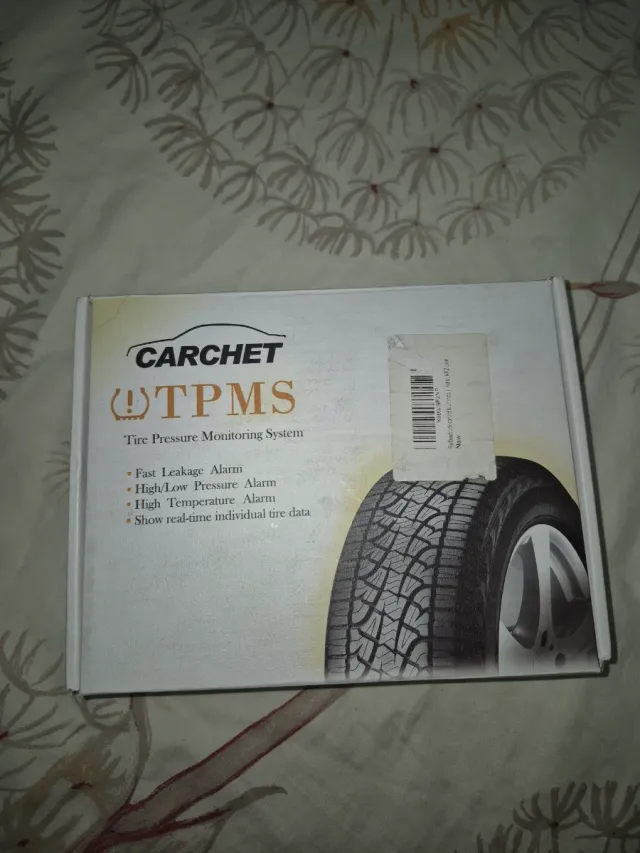 CARCHET
TPMS
Tire Pressure Monitoring System
Fast Leakage Alarm
High/Low Pressure Alarm
High Temperature Alarm
Show real-time individual tire data